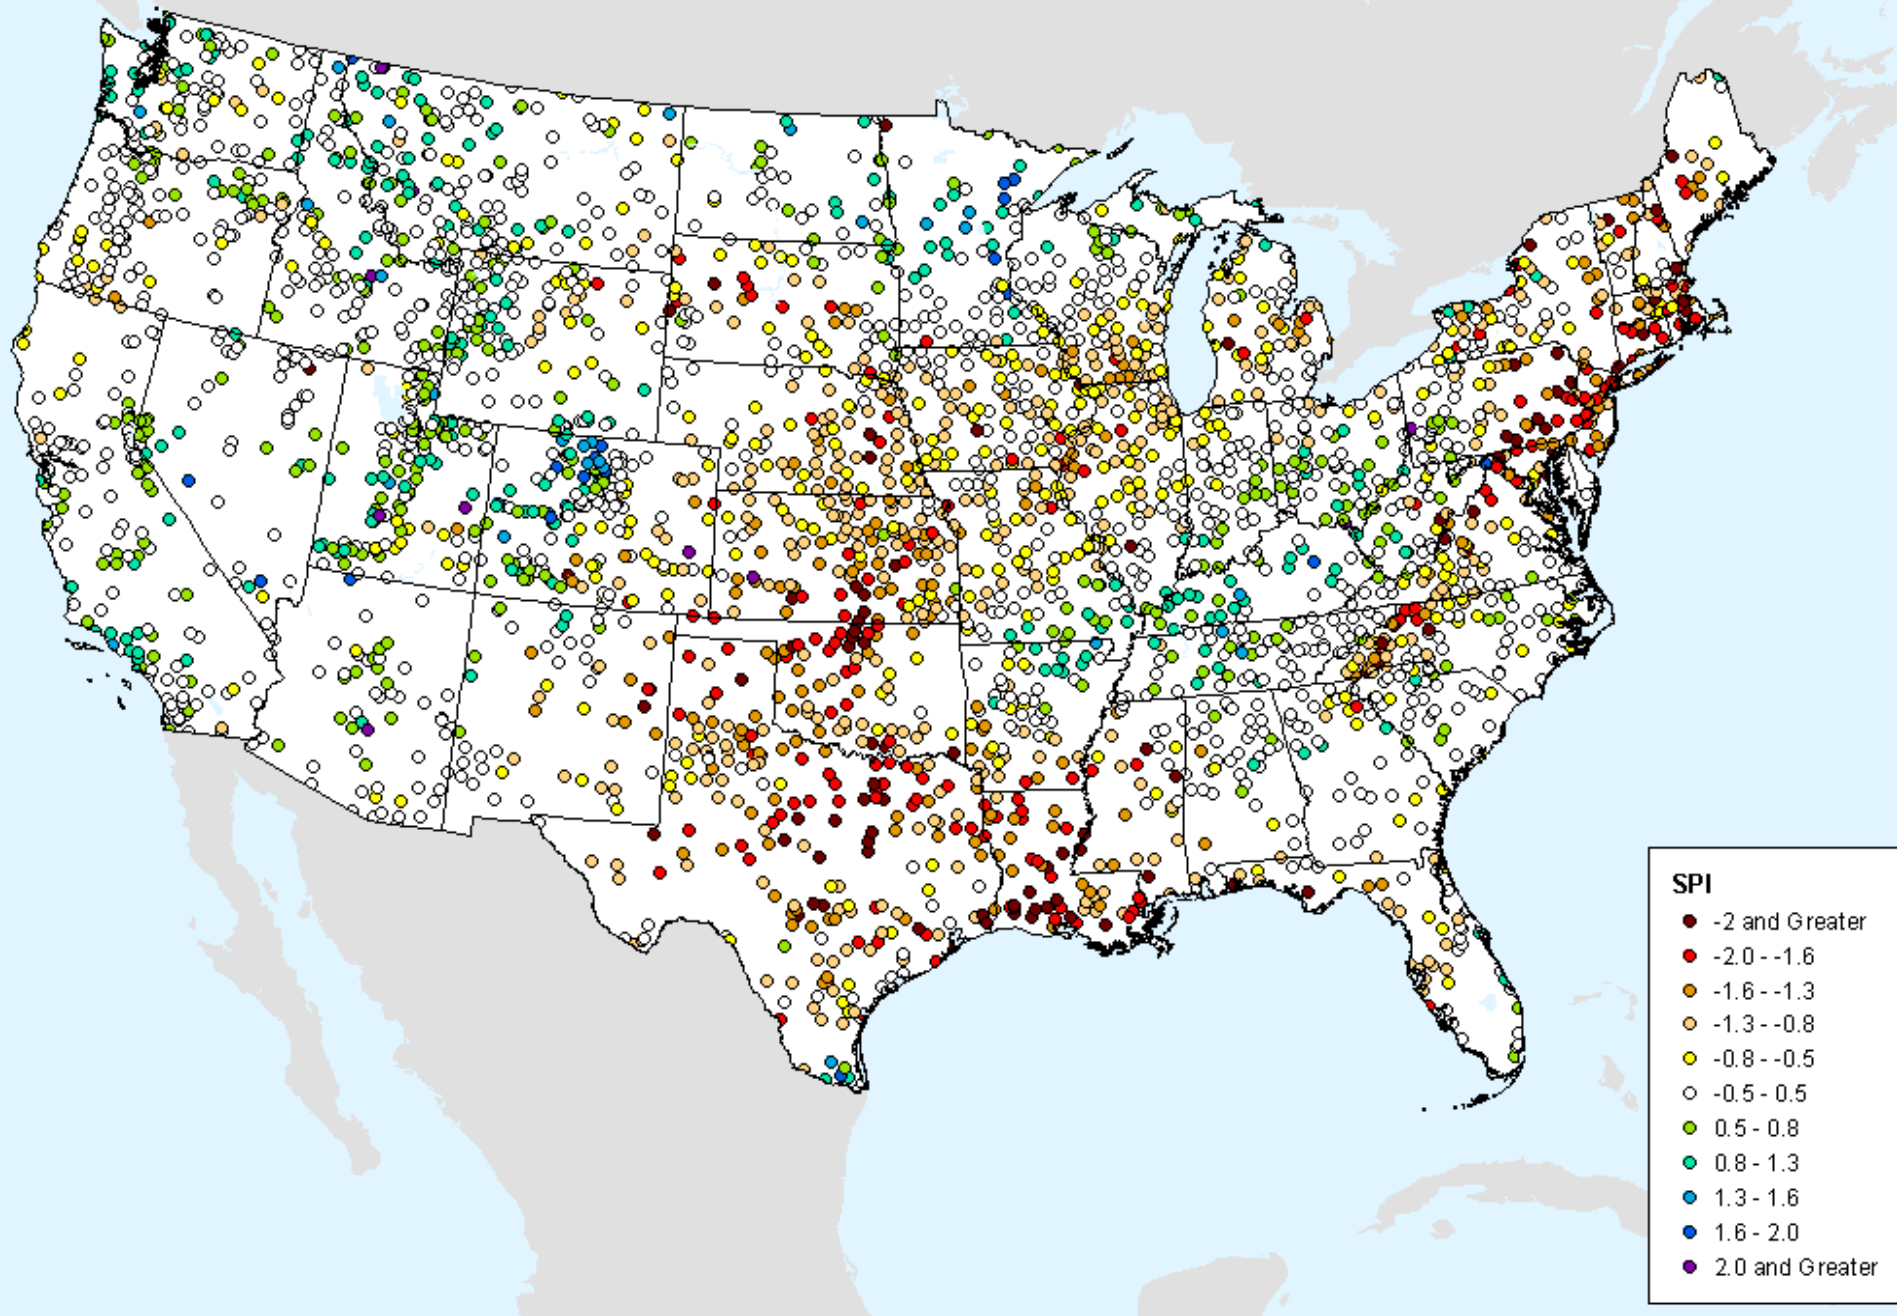 SPI
-2 and Greater
-2.0 - -1.6
-1.6 - -1.3
-1.3 - -0.8
-0.8 - -0.5
-0.5 - 0.5
0.5 - 0.8
0.8 - 1.3
1.3 - 1.6
1.6 - 2.0
2.0 and Greater